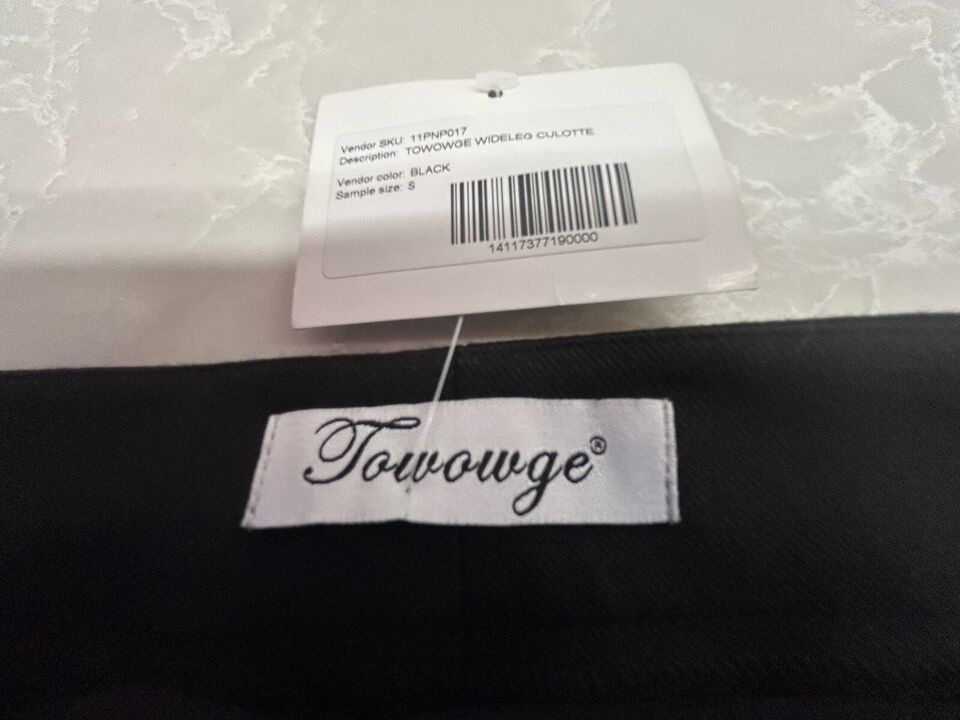 Vendor SKU: 11PNP017
Description: TOWOWGE WIDELEG CULOTTE
Vendor color: BLACK
Sample size: S
14117377190000
Towowge®